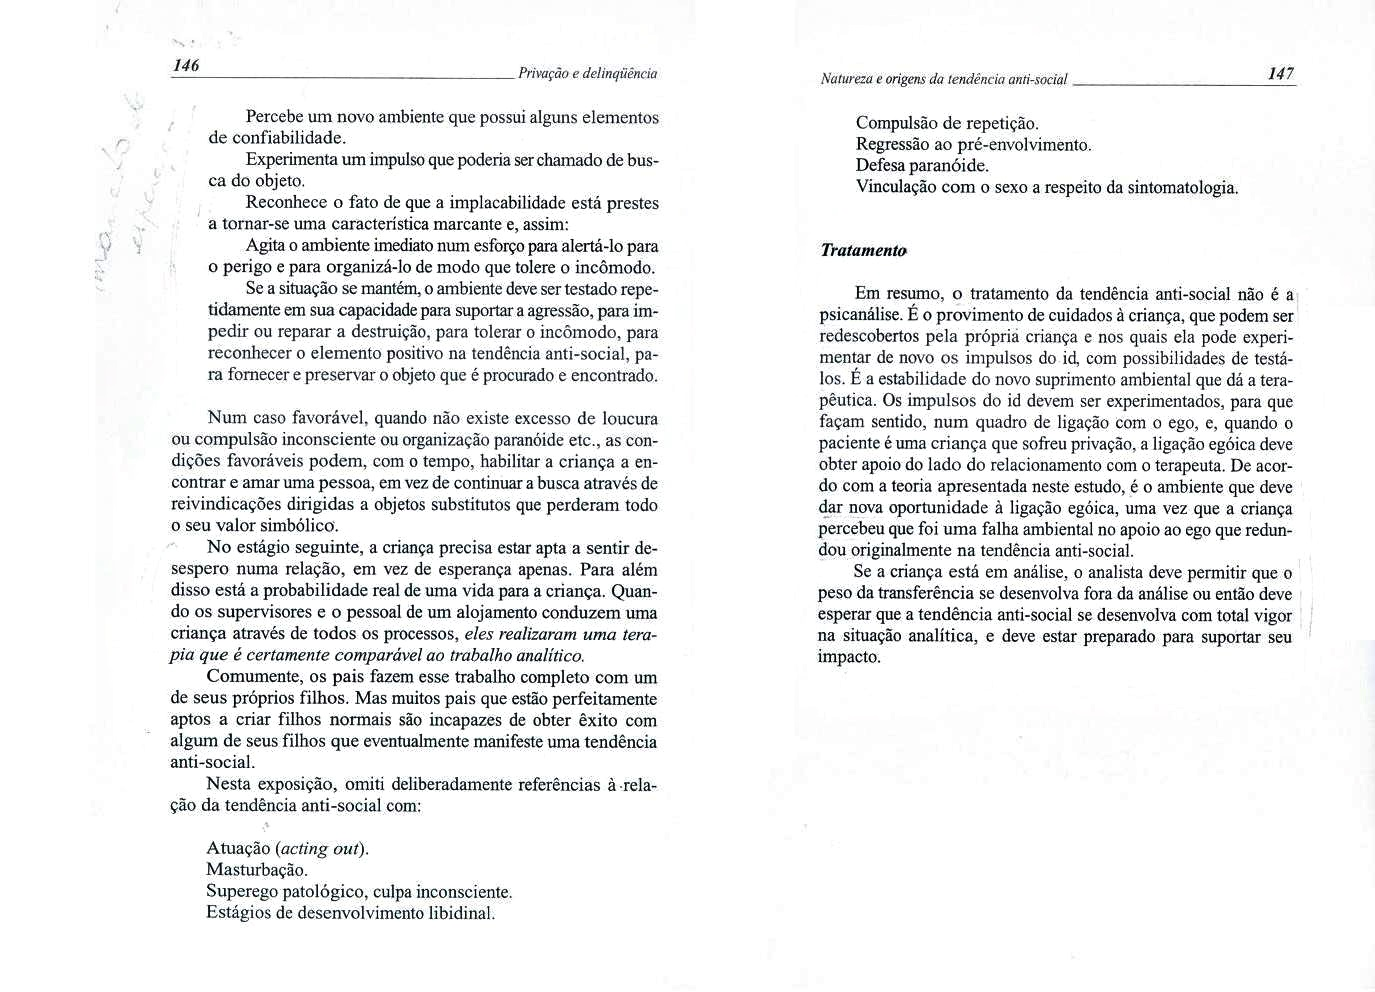 146
Privação e delinqüência
Percebe um novo ambiente que possui alguns elementos
de confiabilidade.
Experimenta um impulso que poderia ser chamado de bus-
ca do objeto.
Reconhece o fato de que a implacabilidade está prestes
a tornar-se uma característica marcante e, assim:
Agita o ambiente imediato num esforço para alertá-lo para
o perigo e para organizá-lo de modo que tolere o incômodo.
Se a situação se mantém, o ambiente deve ser testado repe-
tidamente em sua capacidade para suportar a agressão, para im-
pedir ou reparar a destruição, para tolerar o incômodo, para
reconhecer o elemento positivo na tendência anti-social, pa-
ra fornecer e preservar o objeto que é procurado e encontrado.
Num caso favorável, quando não existe excesso de loucura
ou compulsão inconsciente ou organização paranóide etc., as con-
dições favoráveis podem, com o tempo, habilitar a criança a en-
contrar e amar uma pessoa, em vez de continuar a busca através de
reivindicações dirigidas a objetos substitutos que perderam todo
o seu valor simbólico.
No estágio seguinte, a criança precisa estar apta a sentir de-
sespero numa relação, em vez de esperança apenas. Para além
disso está a probabilidade real de uma vida para a criança. Quan-
do os supervisores e o pessoal de um alojamento conduzem uma
criança através de todos os processos, eles realizaram uma tera-
pia que é certamente comparável ao trabalho analítico.
Comumente, os pais fazem esse trabalho completo com um
de seus próprios filhos. Mas muitos pais que estão perfeitamente
aptos a criar filhos normais são incapazes de obter êxito com
algum de seus filhos que eventualmente manifeste uma tendência
anti-social.
Nesta exposição, omiti deliberadamente referências à rela-
ção da tendência anti-social com:
Atuação (acting out).
Masturbação.
Superego patológico, culpa inconsciente.
Estágios de desenvolvimento libidinal.
Natureza e origens da tendência anti-social
147
Compulsão de repetição.
Regressão ao pré-envolvimento.
Defesa paranóide.
Vinculação com o sexo a respeito da sintomatologia.
Tratamento
Em resumo, o tratamento da tendência anti-social não é a
psicanálise. É o provimento de cuidados à criança, que podem ser
redescobertos pela própria criança e nos quais ela pode experi-
mentar de novo os impulsos do id, com possibilidades de testá-
los. É a estabilidade do novo suprimento ambiental que dá a tera-
pêutica. Os impulsos do id devem ser experimentados, para que
façam sentido, num quadro de ligação com o ego, e, quando o
paciente é uma criança que sofreu privação, a ligação egóica deve
obter apoio do lado do relacionamento com o terapeuta. De acor-
do com a teoria apresentada neste estudo, é o ambiente que deve
dar nova oportunidade à ligação egóica, uma vez que a criança
percebeu que foi uma falha ambiental no apoio ao ego que redun-
dou originalmente na tendência anti-social.
Se a criança está em análise, o analista deve permitir que o
peso da transferência se desenvolva fora da análise ou então deve
esperar que a tendência anti-social se desenvolva com total vigor
na situação analítica, e deve estar preparado para suportar seu
impacto.